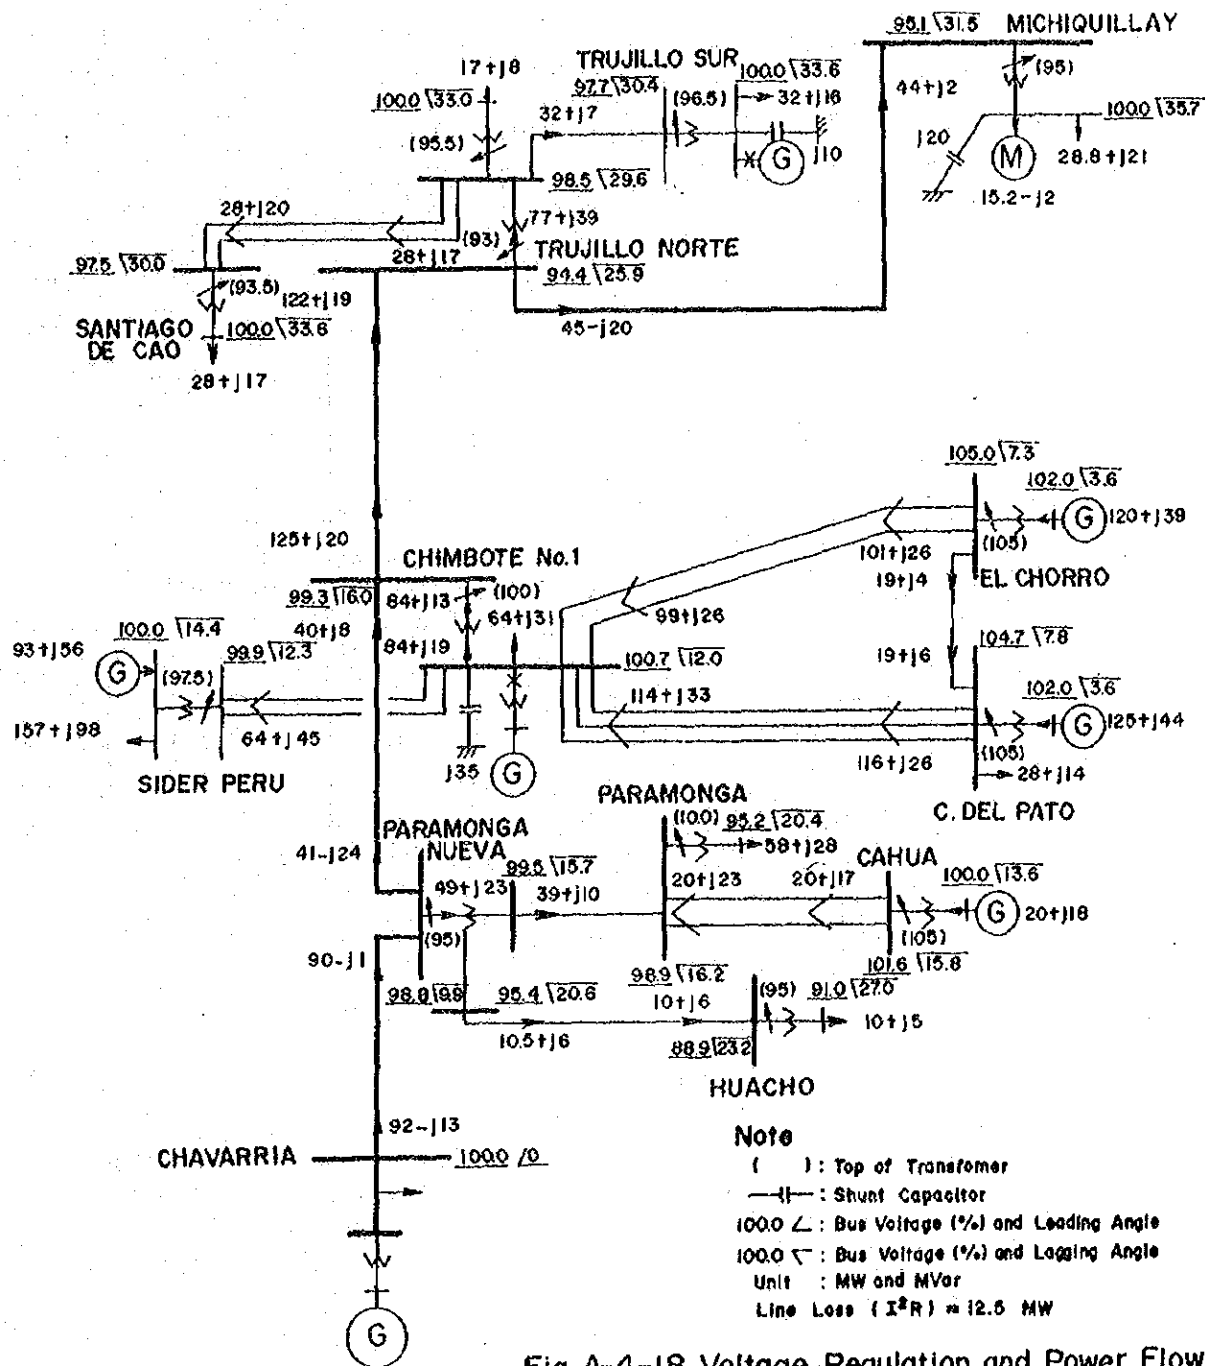 95.1 31.5 MICHIQUILLAY
17+j8
TRUJILLO SUR
100.0 33.6
(95)
100.0 33.0
97.7 30.4
(96.5)
32+j16
44+j2
32+j7
100.0 35.7
(95.5)
G
j10
j20
M
28.8+j21
98.5 29.6
15.2-j2
28+j20
77+j39
(93)
TRUJILLO NORTE
97.5 30.0
28+j17
94.4 25.9
(93.5)
122+j19
SANTIAGO
DE CAO
100.0 33.6
45-j20
28+j17
105.0 7.3
102.0 3.6
G
120+j39
125+j20
CHIMBOTE No.1
101+j26
(105)
EL CHORRO
19+j4
99.3 16.0
84+j13
(100)
64+j31
99+j26
100.0 14.4
40+j8
104.7 7.8
93+j56
99.9 12.3
84+j19
100.7 12.0
19+j6
G
(97.5)
114+j33
102.0 3.6
G
125+j44
157+j98
64+j45
(105)
116+j26
28+j14
j35
G
SIDER PERU
PARAMONGA
C. DEL PATO
PARAMONGA
NUEVA
(100)
95.2 20.4
41-j24
99.5 15.7
58+j28
CAHUA
49+j23
39+j10
20+j23
20+j17
100.0 13.6
G
20+j18
(95)
(105)
90-j1
98.9 16.2
101.6 15.8
98.8 9.9
95.4 20.6
10+j6
(95)
91.0 27.0
10.5+j6
10+j5
88.9 23.2
HUACHO
92-j13
CHAVARRIA
100.0 /0
Note
( ) : Top of Transfomer
: Shunt Capacitor
100.0 ∠ : Bus Voltage (%) and Leading Angle
100.0 : Bus Voltage (%) and Lagging Angle
Unit : MW and MVar
Line Loss (I²R) ≈ 12.5 MW
G
Fig. A-4-18 Voltage Regulation and Power Flow